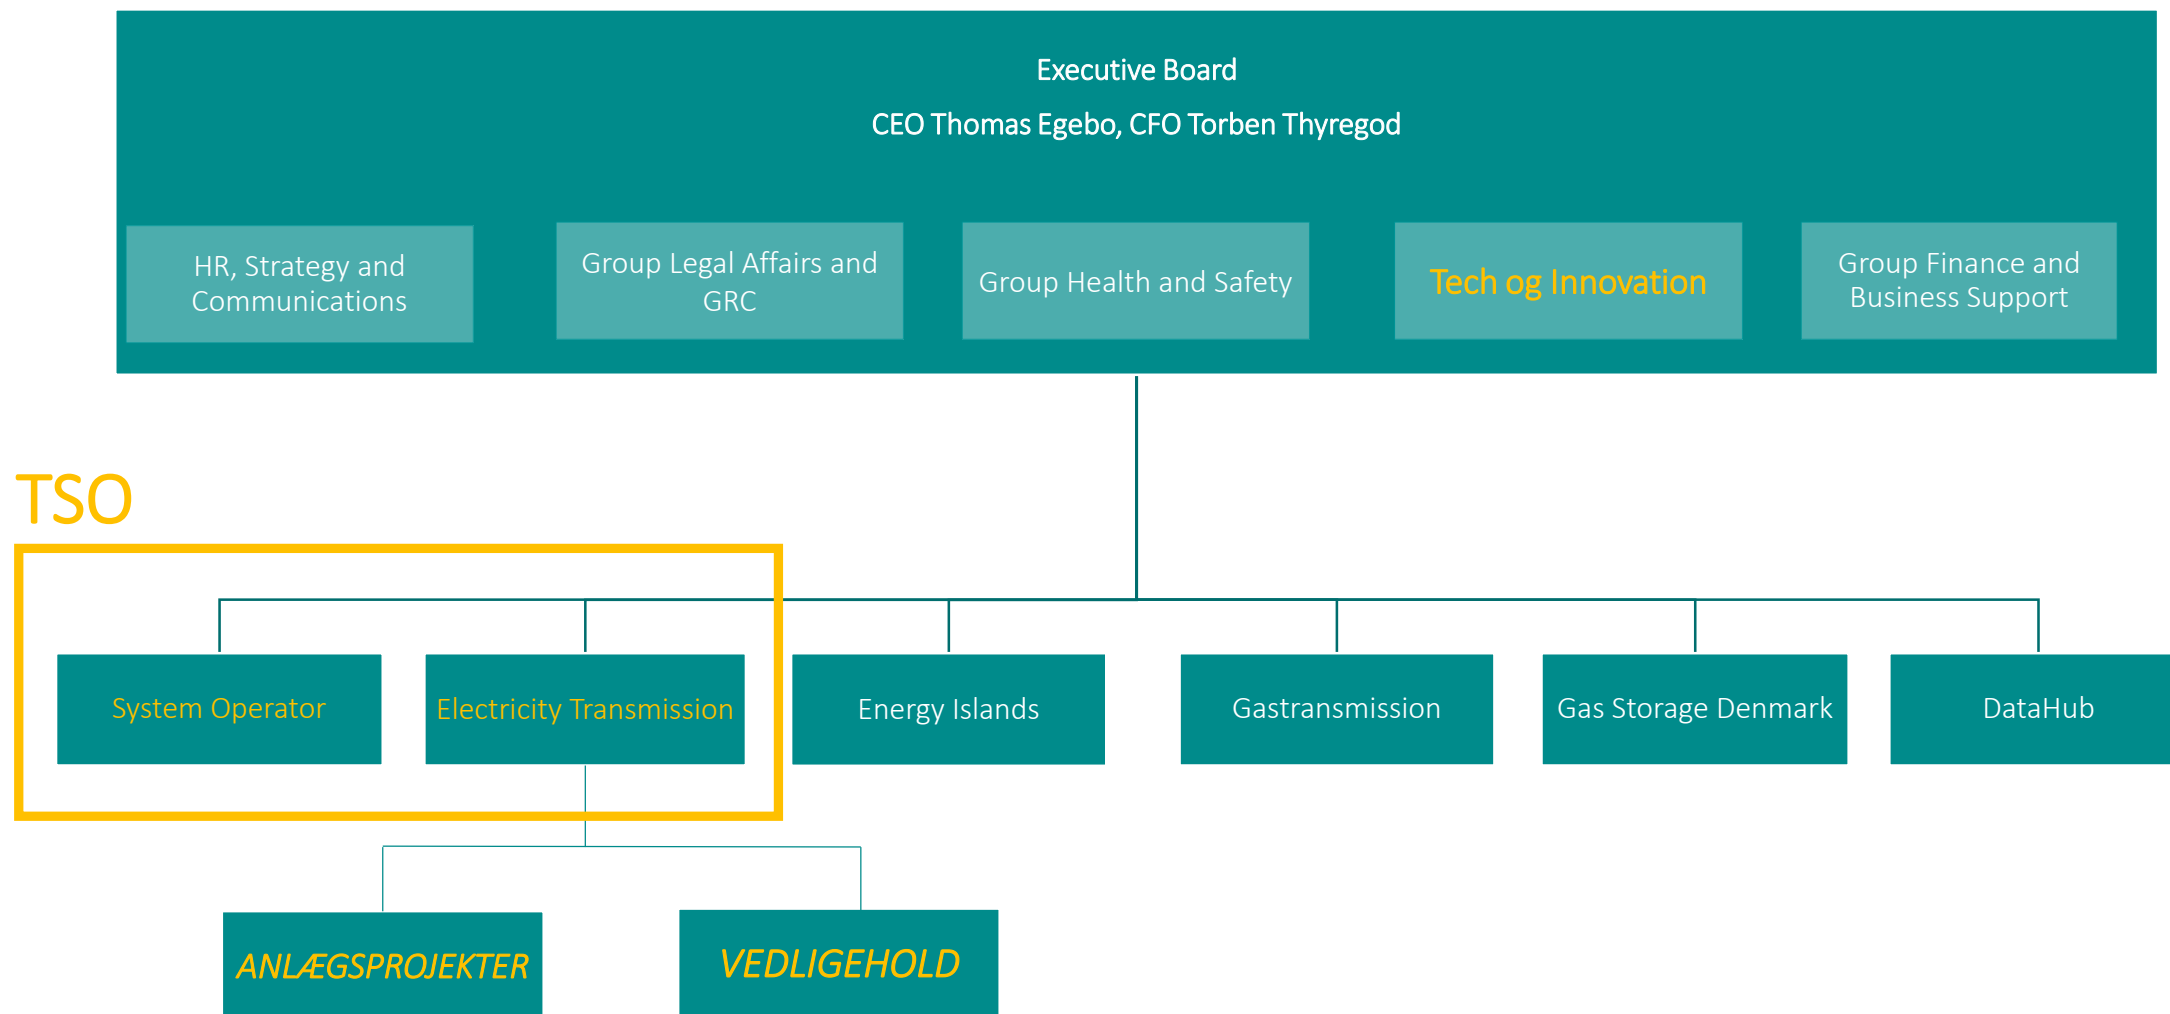 Executive Board
CEO Thomas Egebo, CFO Torben Thyregod
HR, Strategy and
Communications
Group Legal Affairs and
GRC
Group Health and Safety
Tech og Innovation
Group Finance and
Business Support
TSO
System Operator
Electricity Transmission
Energy Islands
Gastransmission
Gas Storage Denmark
DataHub
ANLÆGSPROJEKTER
VEDLIGEHOLD